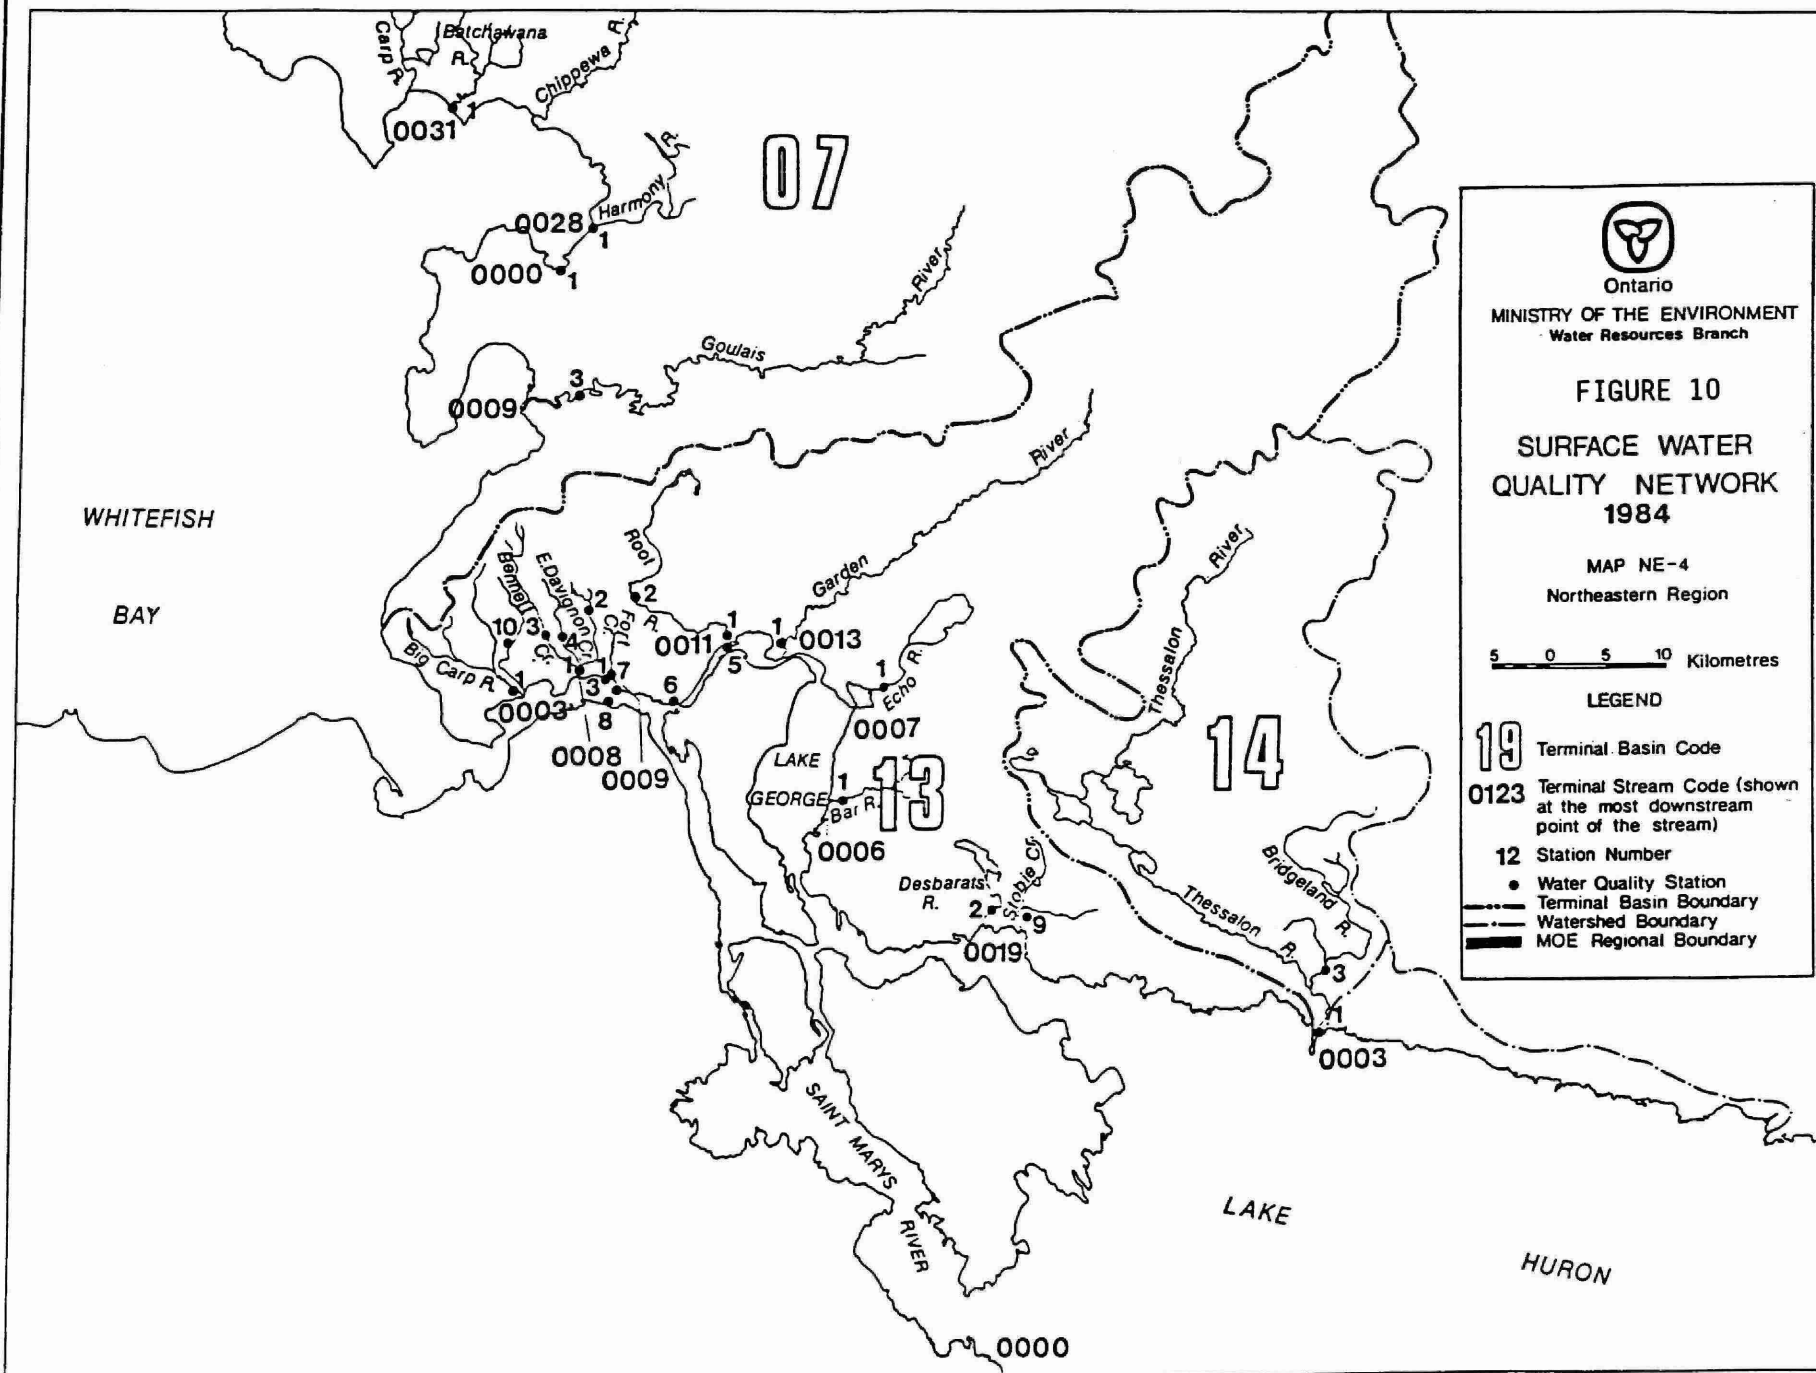 Carp R.
Batchawana
R.
Chippewa R.
0031
1
07
Harmony R.
0028
1
0000
1
River
Goulais
3
0009
River
WHITEFISH
BAY
Root
R.
Garden
River
Bennett
Cr.
E.Davignon Cr.
Fort
Cr.
2
2
10
3
4
1
0011
5
1
0013
Big Carp R.
1
0003
1
1
7
3
8
6
1
Echo R.
0007
0008
0009
LAKE
GEORGE
1
Bar R.
13
0006
Thessalon
River
14
Desbarats
R.
Stobie Cr.
2
9
0019
Thessalon
R.
Bridgeland
R.
3
1
0003
SAINT MARYS
RIVER
LAKE
HURON
0000
Ontario
MINISTRY OF THE ENVIRONMENT
Water Resources Branch
FIGURE 10
SURFACE WATER
QUALITY NETWORK
1984
MAP NE-4
Northeastern Region
5 0 5 10 Kilometres
LEGEND
19 Terminal Basin Code
0123 Terminal Stream Code (shown
at the most downstream
point of the stream)
12 Station Number
Water Quality Station
Terminal Basin Boundary
Watershed Boundary
MOE Regional Boundary